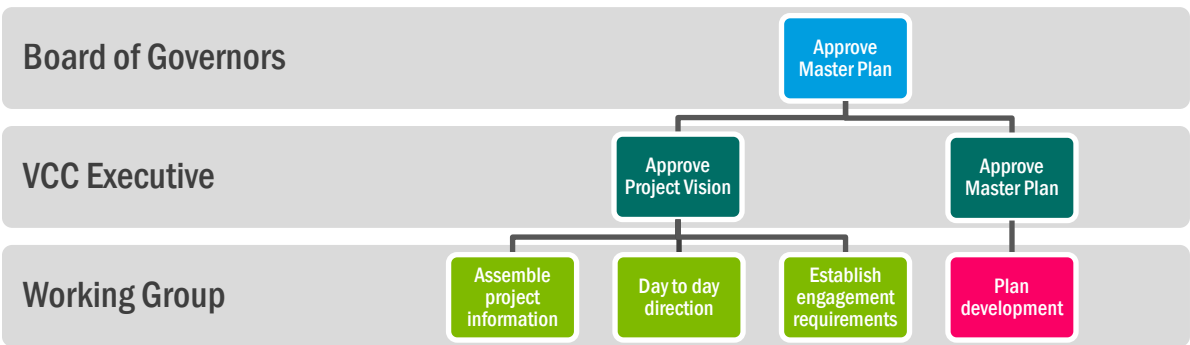 Board of Governors
Approve
Master Plan
VCC Executive
Approve
Project Vision
Approve
Master Plan
Working Group
Assemble
project
information
Day to day
direction
Establish
engagement
requirements
Plan
development